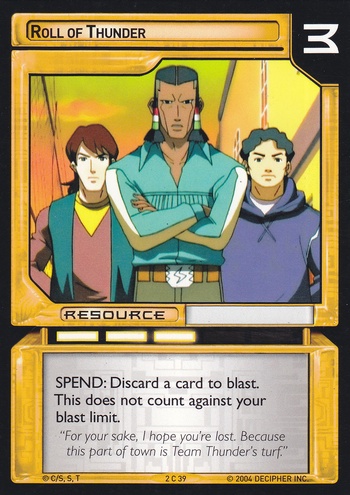 ROLL OF THUNDER
3
RESOURCE
SPEND: Discard a card to blast.
This does not count against your
blast limit.
“For your sake, I hope you’re lost. Because
this part of town is Team Thunder’s turf.”
© C/S, S, T 2 C 39 © 2004 DECIPHER INC.